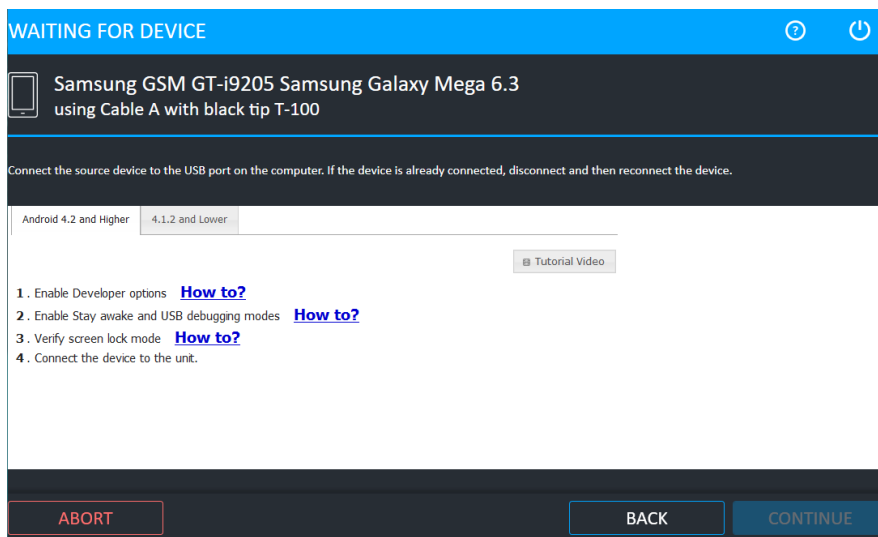 WAITING FOR DEVICE
Samsung GSM GT-i9205 Samsung Galaxy Mega 6.3
using Cable A with black tip T-100
Connect the source device to the USB port on the computer. If the device is already connected, disconnect and then reconnect the device.
Android 4.2 and Higher 4.1.2 and Lower
Tutorial Video
1 . Enable Developer options How to?
2 . Enable Stay awake and USB debugging modes How to?
3 . Verify screen lock mode How to?
4 . Connect the device to the unit.
ABORT BACK CONTINUE